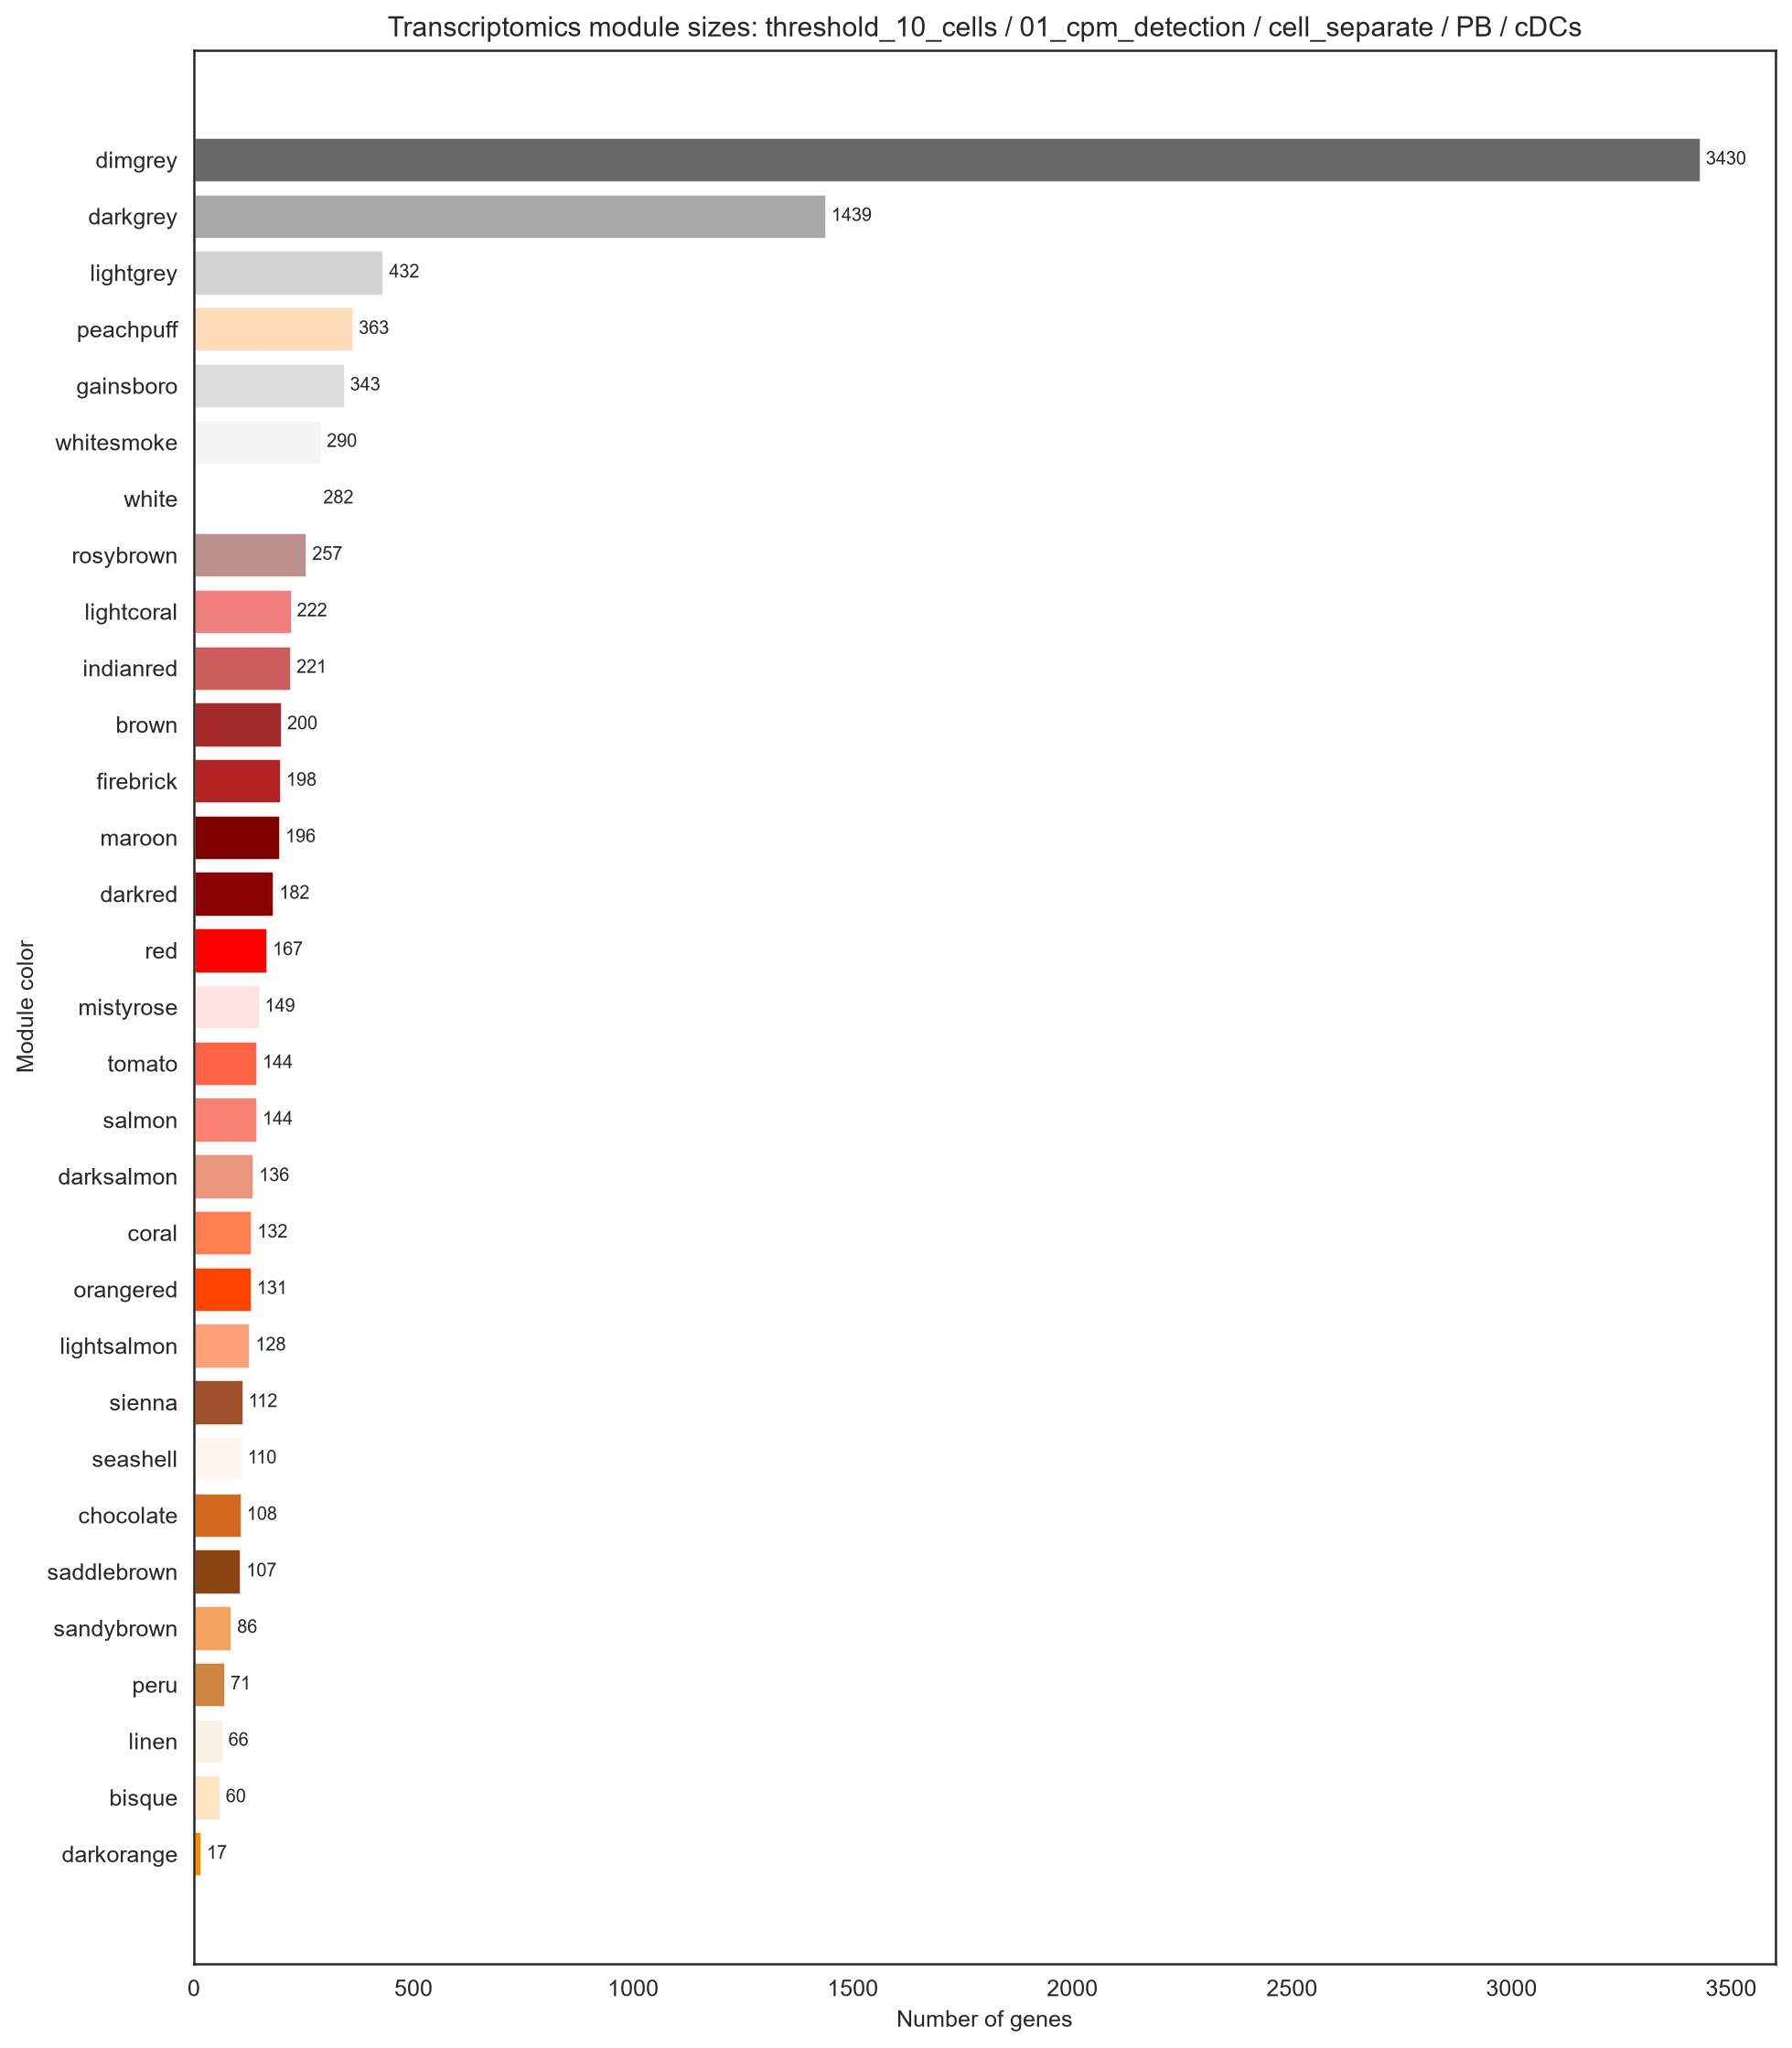 Transcriptomics module sizes: threshold_10_cells / 01_cpm_detection / cell_separate / PB / cDCs
dimgrey 3430
darkgrey 1439
lightgrey 432
peachpuff 363
gainsboro 343
whitesmoke 290
white 282
rosybrown 257
lightcoral 222
indianred 221
brown 200
firebrick 198
maroon 196
darkred 182
red 167
mistyrose 149
tomato 144
salmon 144
darksalmon 136
coral 132
orangered 131
lightsalmon 128
sienna 112
seashell 110
chocolate 108
saddlebrown 107
sandybrown 86
peru 71
linen 66
bisque 60
darkorange 17
Module color
0 500 1000 1500 2000 2500 3000 3500
Number of genes